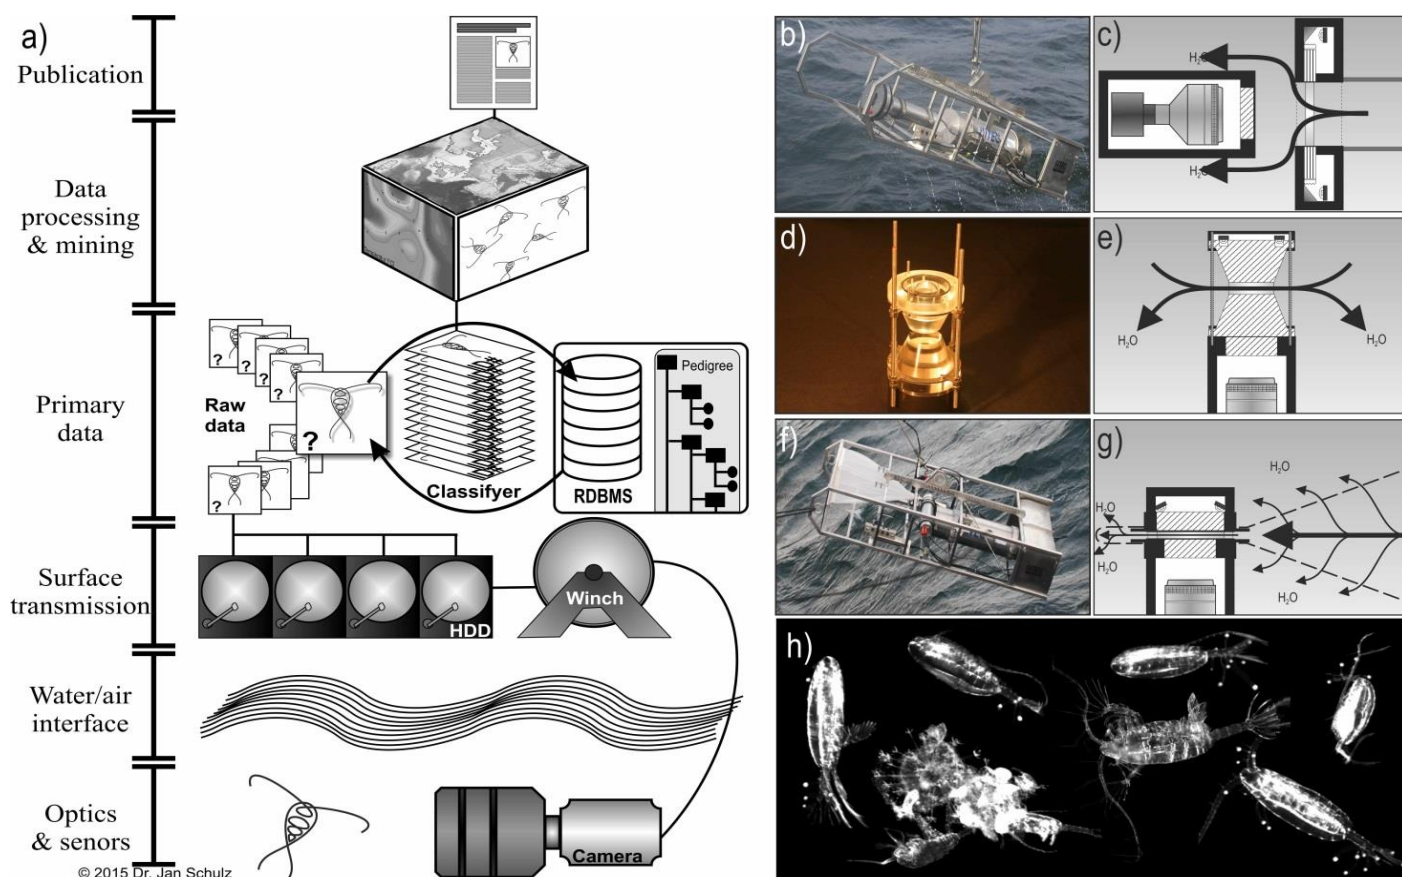 a)
Publication
Data
processing
& mining
Primary
data
Surface
transmission
Water/air
interface
Optics
& senors
© 2015 Dr. Jan Schulz
?
?
?
?
?
?
Raw
data
Classifyer
RDBMS
Pedigree
HDD
Winch
Camera
b)
c)
H₂O
H₂O
d)
e)
H₂O
H₂O
f)
g)
H₂O
H₂O
H₂O
H₂O
H₂O
h)